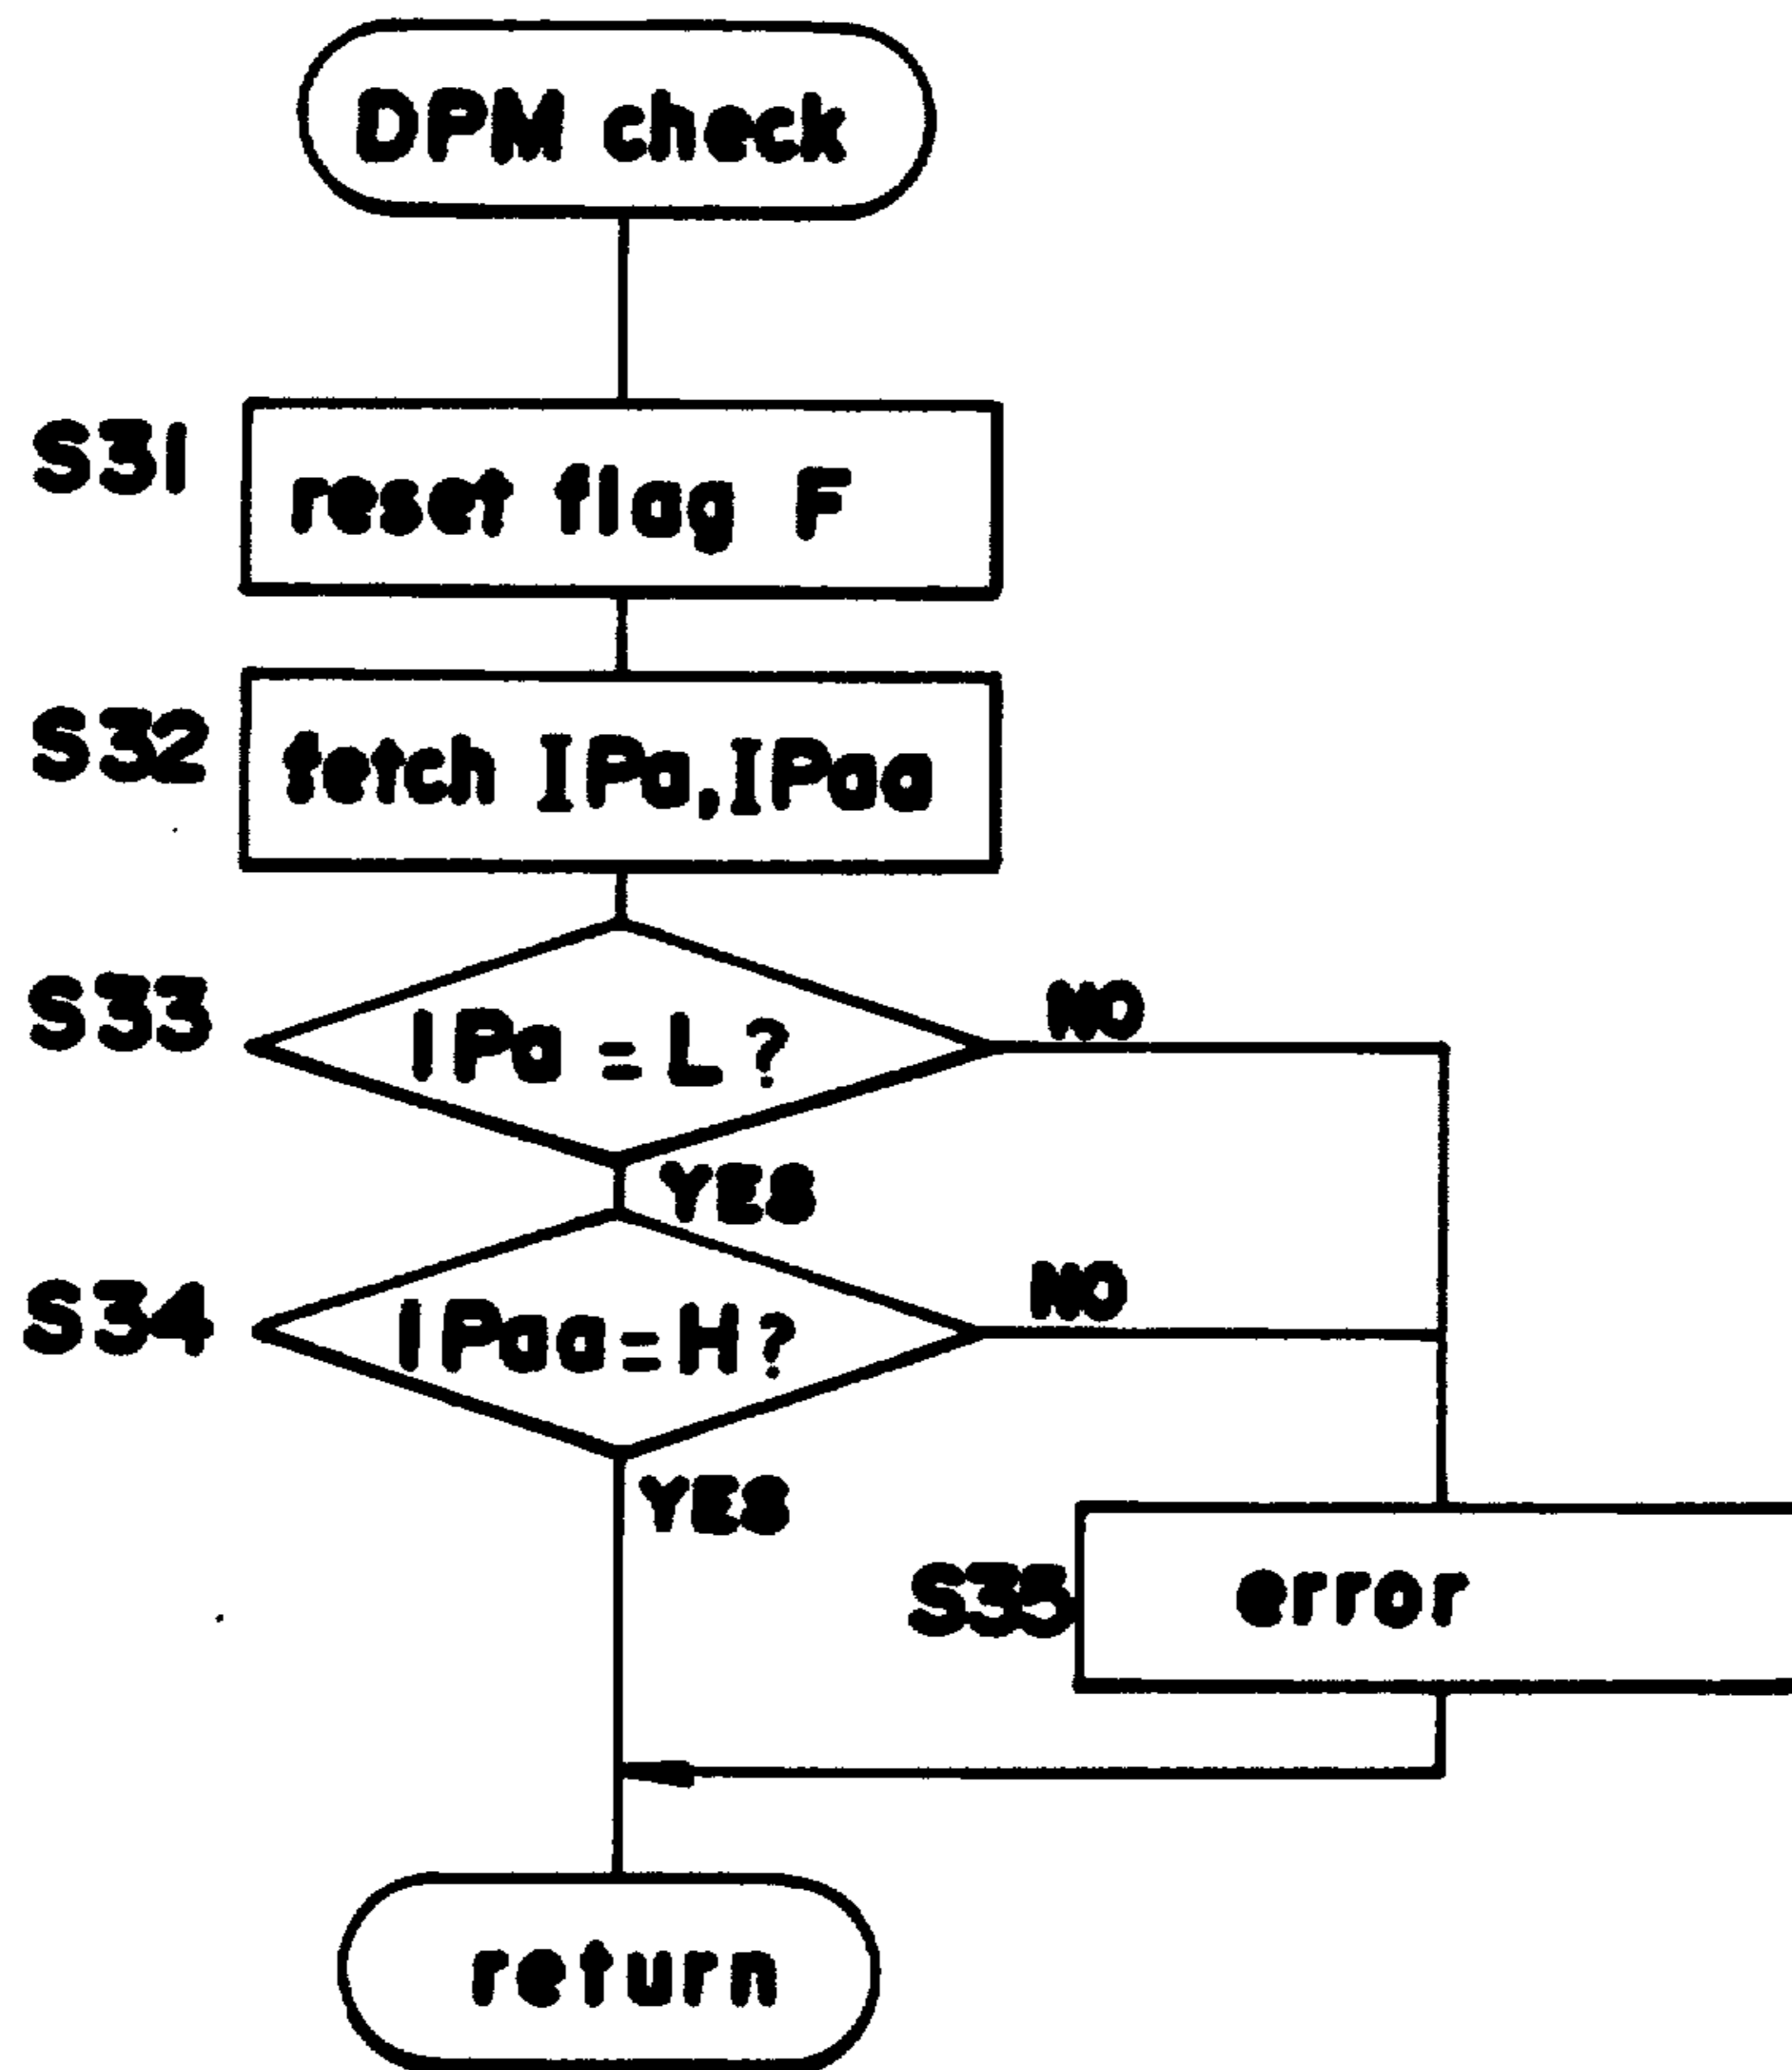 DPM check
S31
reset flag F
S32
fetch IPa,IPaa
S33
IPa = L ?
NO
YES
S34
IPaa=H?
NO
YES
S35
error
return